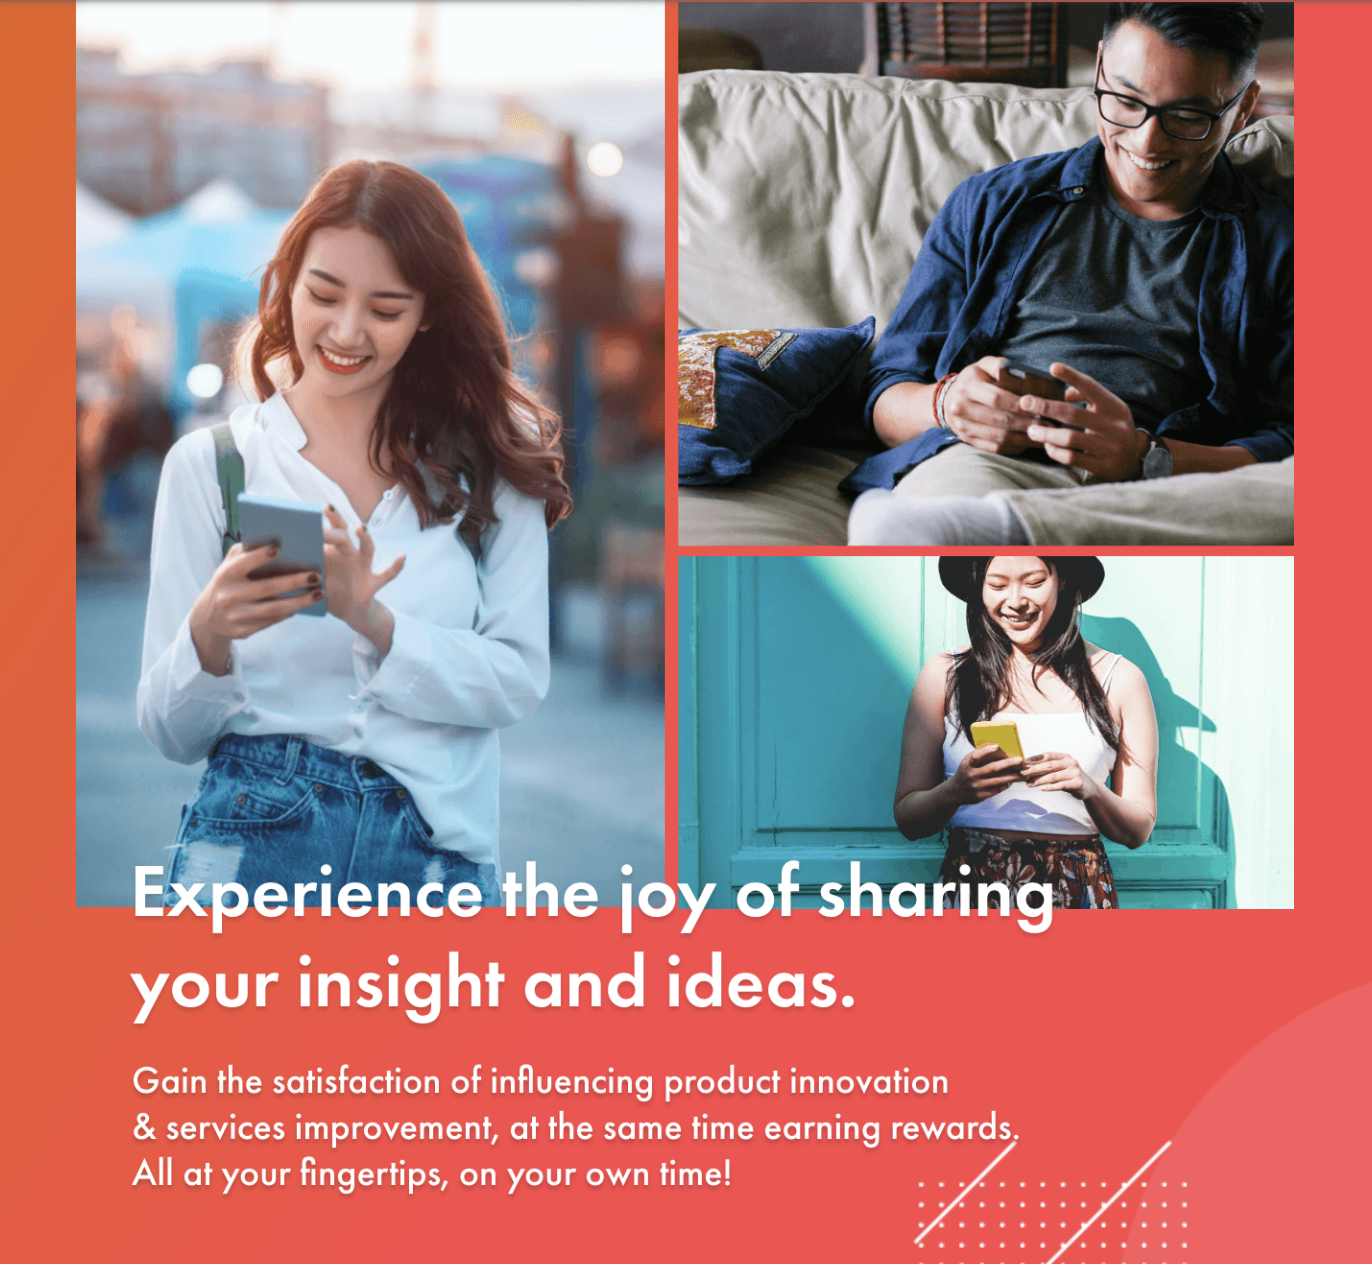 Experience the joy of sharing
your insight and ideas.
Gain the satisfaction of influencing product innovation
& services improvement, at the same time earning rewards.
All at your fingertips, on your own time!